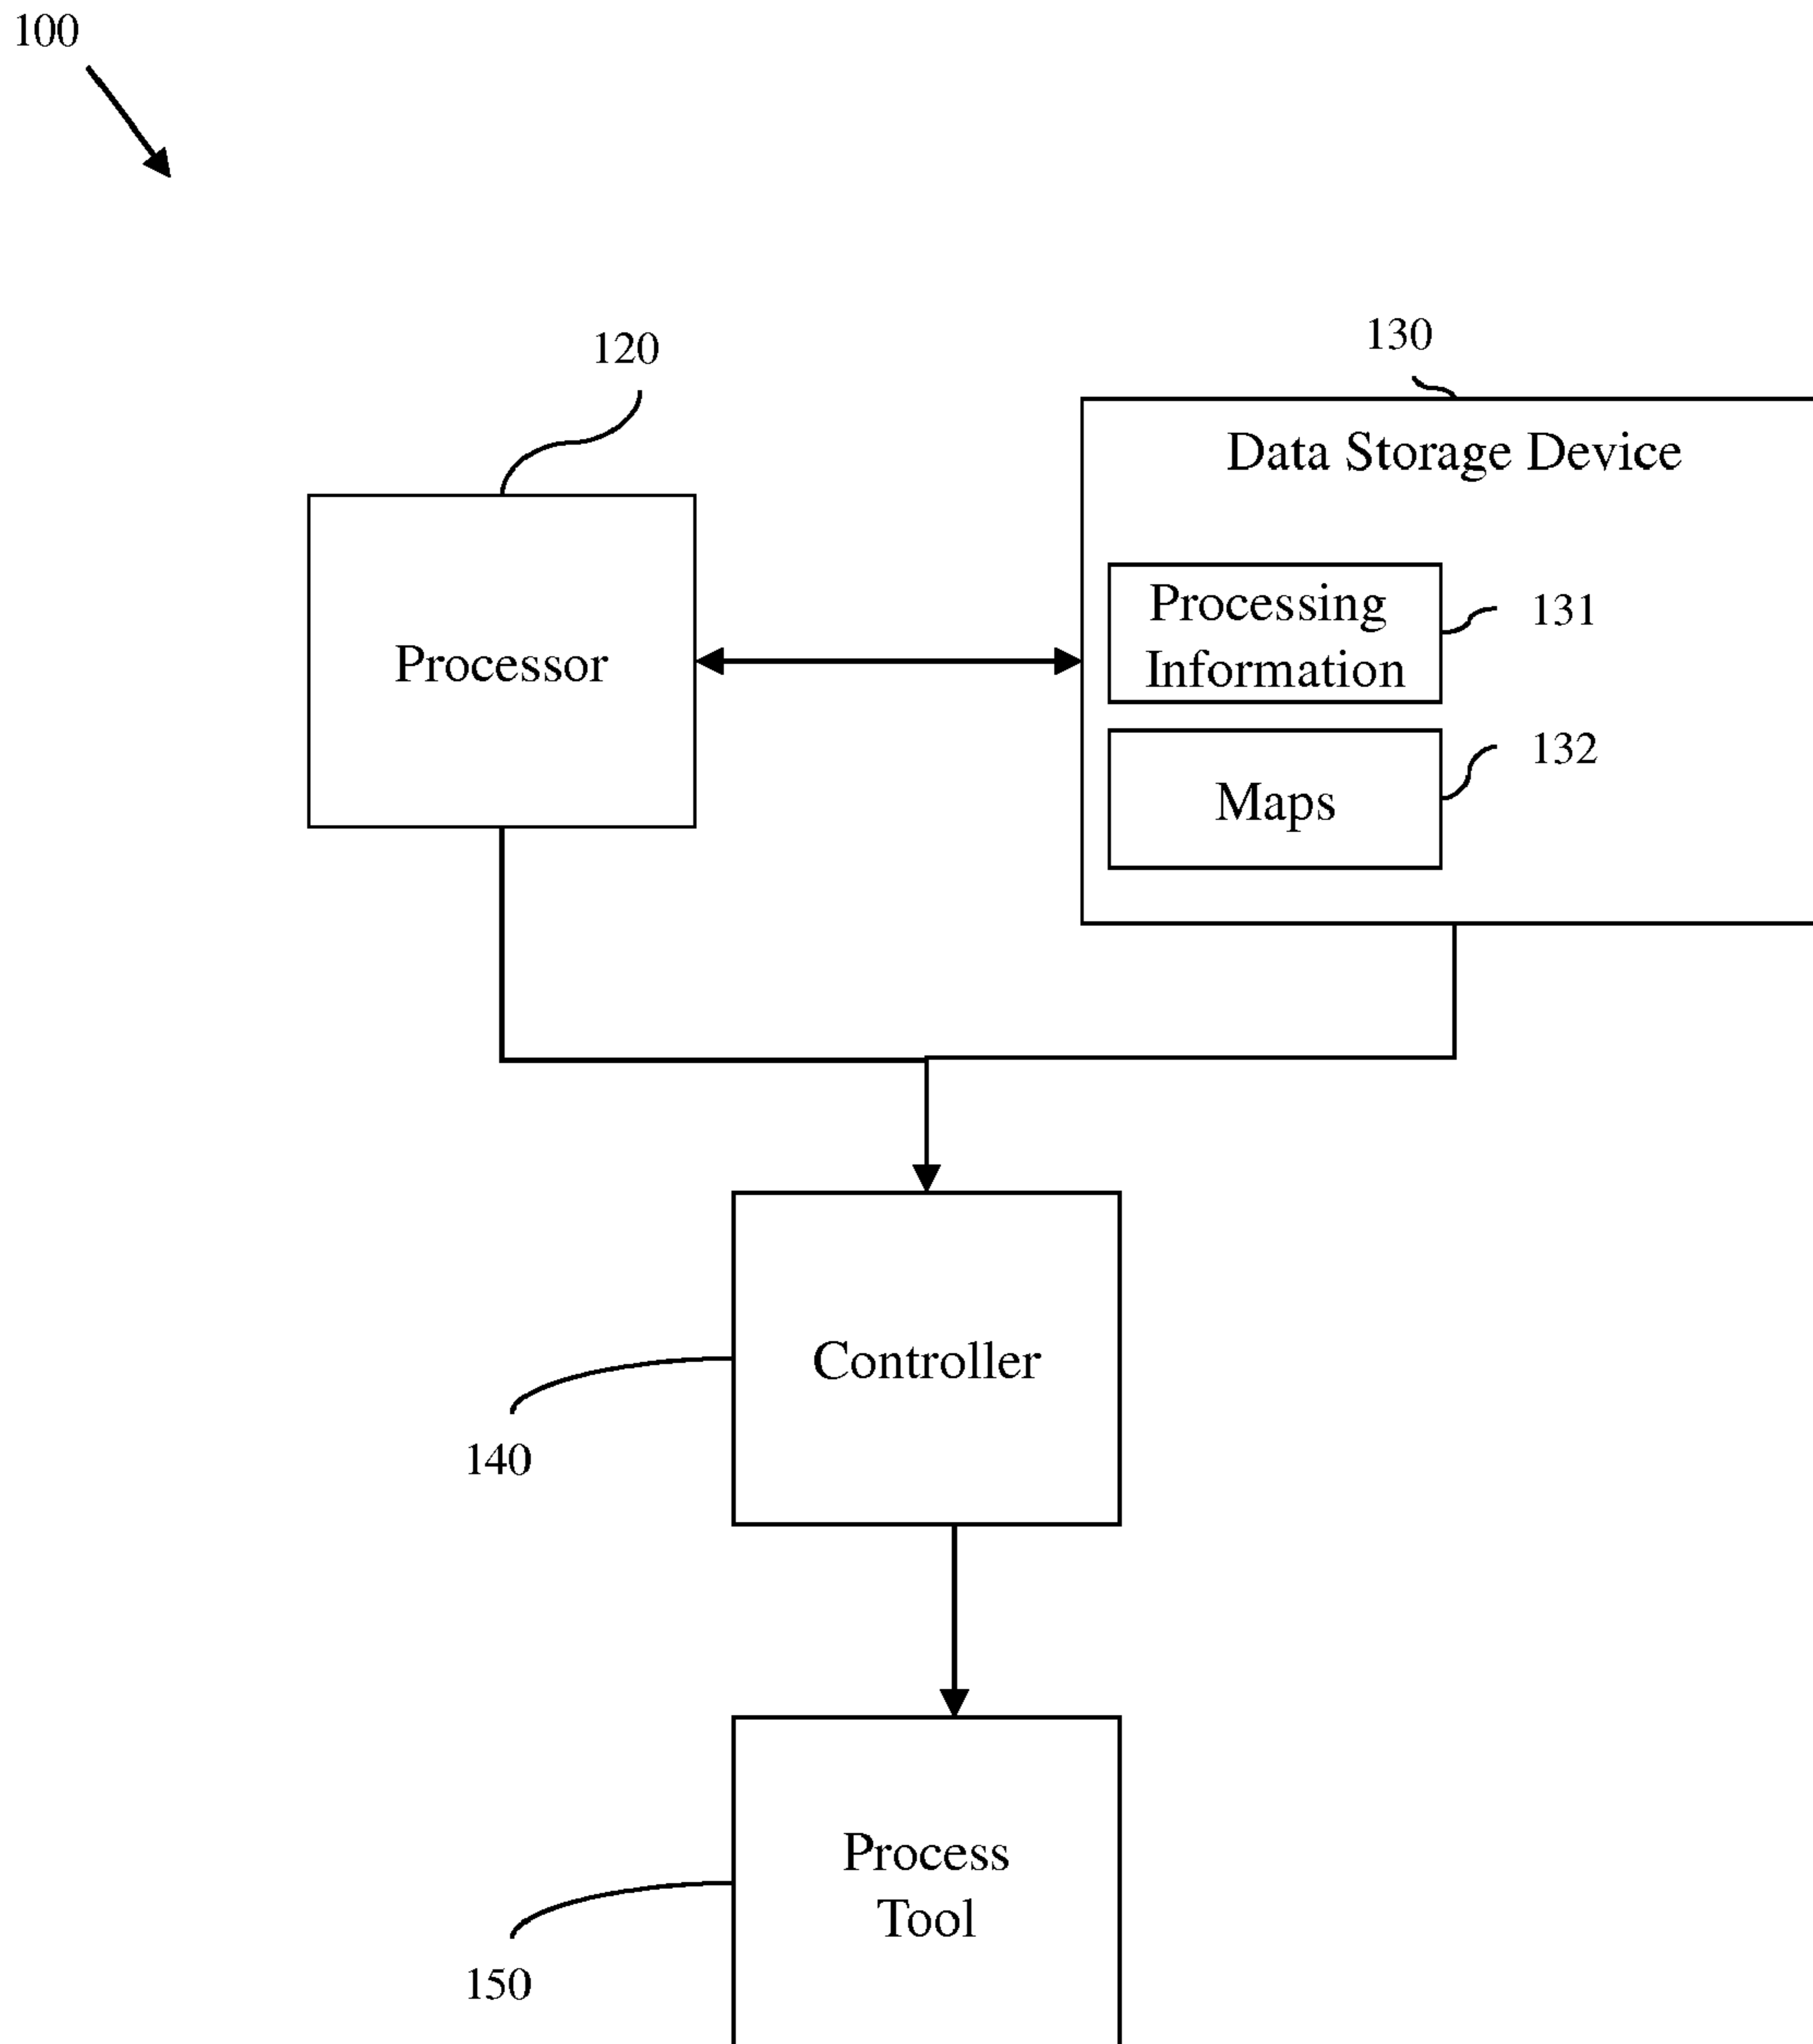 100
120
130
Data Storage Device
Processor
Processing
Information
131
Maps
132
Controller
140
Process
Tool
150